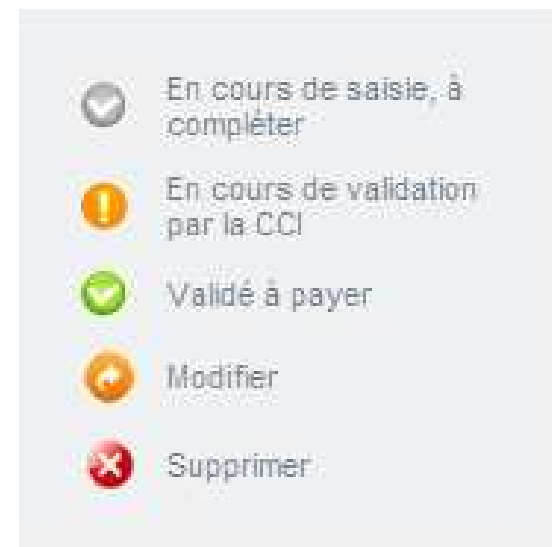 En cours de saisie, à
compléter
En cours de validation
par la CCI
Validé à payer
Modifier
Supprimer